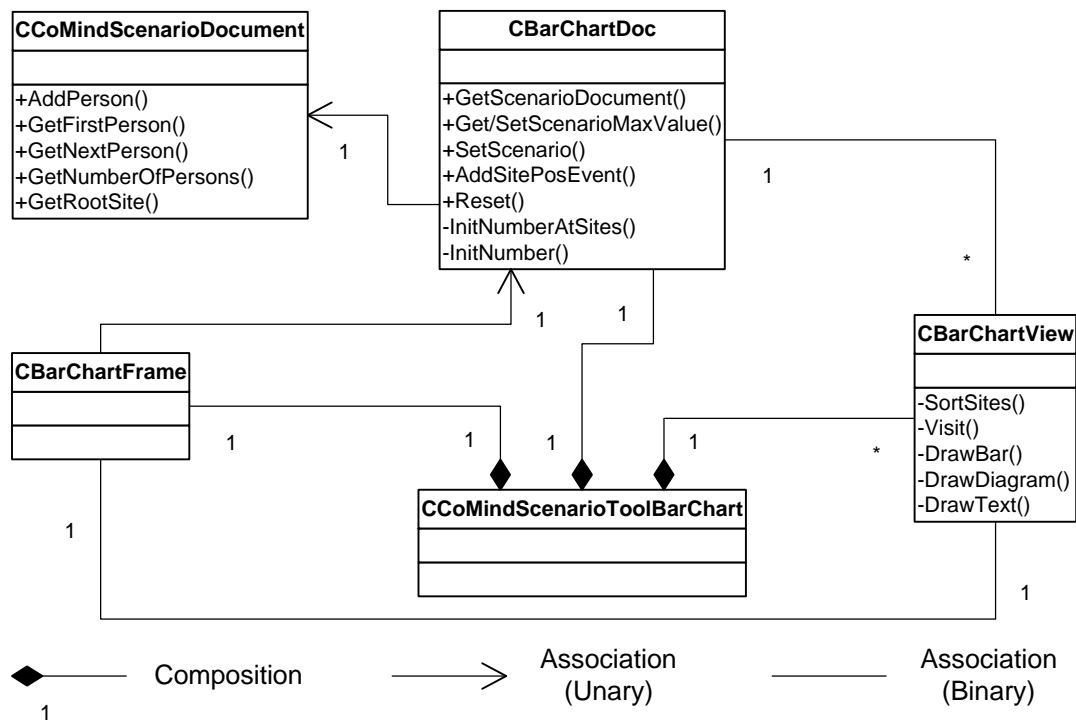 CCoMindScenarioDocument
+AddPerson()
+GetFirstPerson()
+GetNextPerson()
+GetNumberOfPersons()
+GetRootSite()
1
CBarChartDoc
+GetScenarioDocument()
+Get/SetScenarioMaxValue()
+SetScenario()
+AddSitePosEvent()
+Reset()
-InitNumberAtSites()
-InitNumber()
1
*
1
1
CBarChartFrame
CBarChartView
-SortSites()
-Visit()
-DrawBar()
-DrawDiagram()
-DrawText()
1
1
1
1
*
CCoMindScenarioToolBarChart
1
1
Composition
1
Association
(Unary)
Association
(Binary)